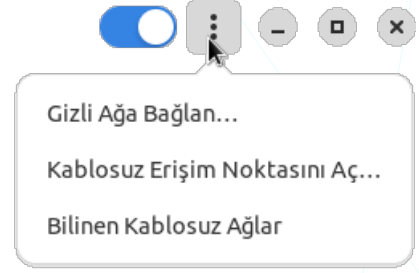 Gizli Ağa Bağlan…
Kablosuz Erişim Noktasını Aç…
Bilinen Kablosuz Ağlar